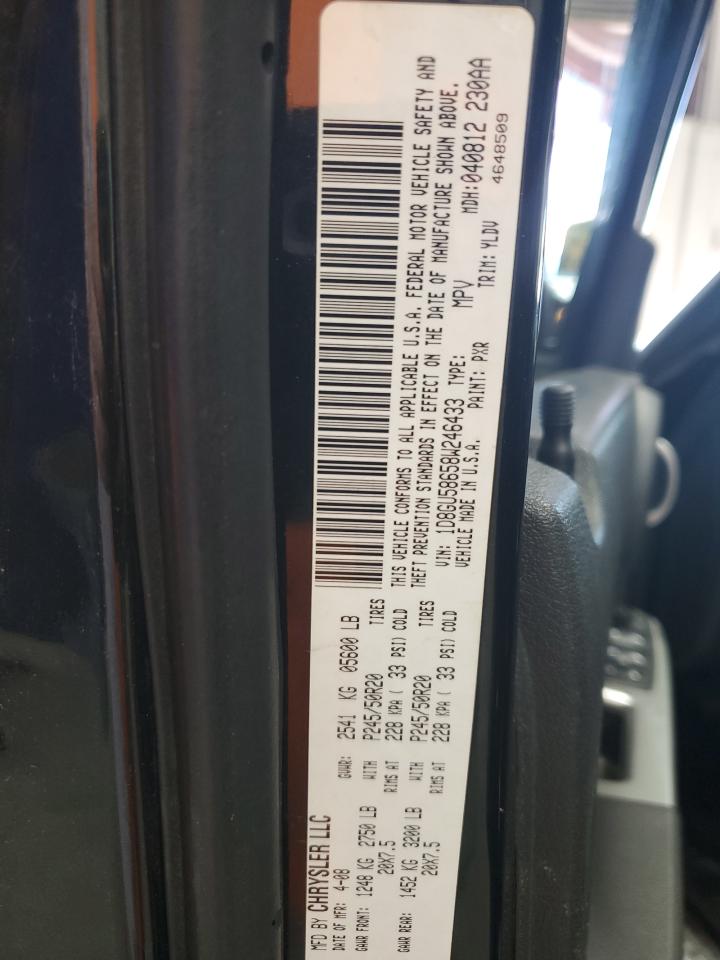 MFD BY CHRYSLER LLC
DATE OF MFR: 4-08 GVWR: 2541 KG 05600 LB
GAWR FRONT: 1248 KG 2750 LB WITH P245/50R20 TIRES
20X7.5 RIMS AT 228 KPA ( 33 PSI) COLD
GAWR REAR: 1452 KG 3200 LB WITH P245/50R20 TIRES
20X7.5 RIMS AT 228 KPA ( 33 PSI) COLD
THIS VEHICLE CONFORMS TO ALL APPLICABLE U.S.A. FEDERAL MOTOR VEHICLE SAFETY AND
THEFT PREVENTION STANDARDS IN EFFECT ON THE DATE OF MANUFACTURE SHOWN ABOVE.
VIN: 1D8GU58658W246433 TYPE: MPV MDH:040812 230AA
VEHICLE MADE IN U.S.A. PAINT: PXR TRIM: YLDV 4648509